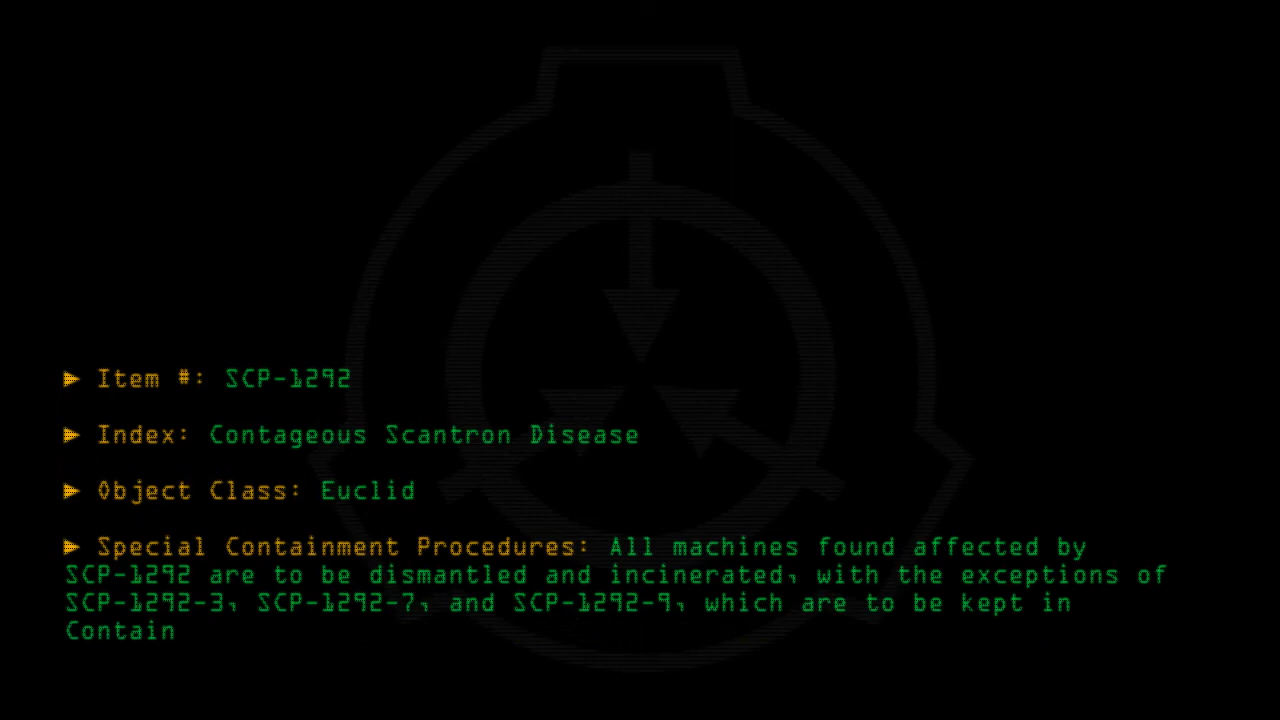 ► Item #: SCP-1292
► Index: Contageous Scantron Disease
► Object Class: Euclid
► Special Containment Procedures: All machines found affected by
SCP-1292 are to be dismantled and incinerated, with the exceptions of
SCP-1292-3, SCP-1292-7, and SCP-1292-9, which are to be kept in
Contain